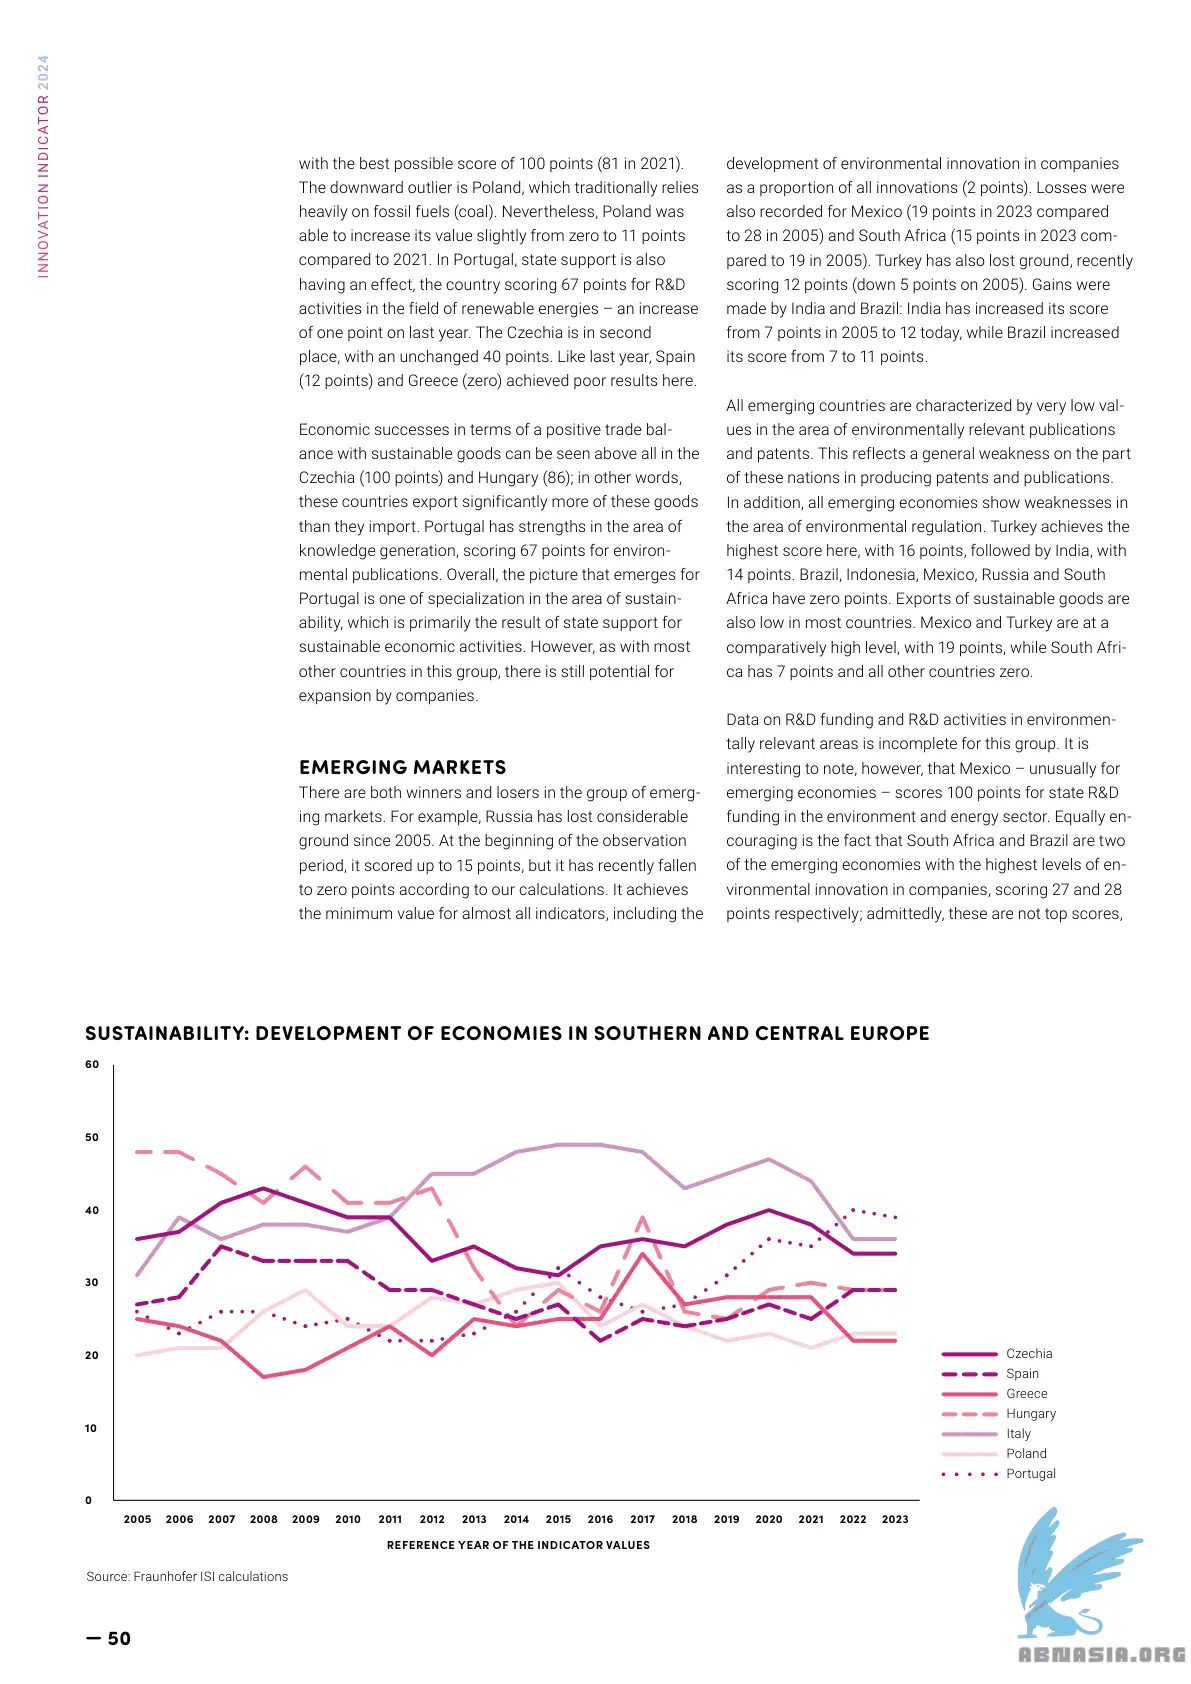 INNOVATION INDICATOR 2024
with the best possible score of 100 points (81 in 2021).
The downward outlier is Poland, which traditionally relies
heavily on fossil fuels (coal). Nevertheless, Poland was
able to increase its value slightly from zero to 11 points
compared to 2021. In Portugal, state support is also
having an effect, the country scoring 67 points for R&D
activities in the field of renewable energies – an increase
of one point on last year. The Czechia is in second
place, with an unchanged 40 points. Like last year, Spain
(12 points) and Greece (zero) achieved poor results here.
Economic successes in terms of a positive trade bal-
ance with sustainable goods can be seen above all in the
Czechia (100 points) and Hungary (86); in other words,
these countries export significantly more of these goods
than they import. Portugal has strengths in the area of
knowledge generation, scoring 67 points for environ-
mental publications. Overall, the picture that emerges for
Portugal is one of specialization in the area of sustain-
ability, which is primarily the result of state support for
sustainable economic activities. However, as with most
other countries in this group, there is still potential for
expansion by companies.
EMERGING MARKETS
There are both winners and losers in the group of emerg-
ing markets. For example, Russia has lost considerable
ground since 2005. At the beginning of the observation
period, it scored up to 15 points, but it has recently fallen
to zero points according to our calculations. It achieves
the minimum value for almost all indicators, including the
development of environmental innovation in companies
as a proportion of all innovations (2 points). Losses were
also recorded for Mexico (19 points in 2023 compared
to 28 in 2005) and South Africa (15 points in 2023 com-
pared to 19 in 2005). Turkey has also lost ground, recently
scoring 12 points (down 5 points on 2005). Gains were
made by India and Brazil: India has increased its score
from 7 points in 2005 to 12 today, while Brazil increased
its score from 7 to 11 points.
All emerging countries are characterized by very low val-
ues in the area of environmentally relevant publications
and patents. This reflects a general weakness on the part
of these nations in producing patents and publications.
In addition, all emerging economies show weaknesses in
the area of environmental regulation. Turkey achieves the
highest score here, with 16 points, followed by India, with
14 points. Brazil, Indonesia, Mexico, Russia and South
Africa have zero points. Exports of sustainable goods are
also low in most countries. Mexico and Turkey are at a
comparatively high level, with 19 points, while South Afri-
ca has 7 points and all other countries zero.
Data on R&D funding and R&D activities in environmen-
tally relevant areas is incomplete for this group. It is
interesting to note, however, that Mexico – unusually for
emerging economies – scores 100 points for state R&D
funding in the environment and energy sector. Equally en-
couraging is the fact that South Africa and Brazil are two
of the emerging economies with the highest levels of en-
vironmental innovation in companies, scoring 27 and 28
points respectively; admittedly, these are not top scores,
SUSTAINABILITY: DEVELOPMENT OF ECONOMIES IN SOUTHERN AND CENTRAL EUROPE
60
50
40
30
20
10
0
2005 2006 2007 2008 2009 2010 2011 2012 2013 2014 2015 2016 2017 2018 2019 2020 2021 2022 2023
REFERENCE YEAR OF THE INDICATOR VALUES
Czechia
Spain
Greece
Hungary
Italy
Poland
Portugal
Source: Fraunhofer ISI calculations
— 50
ABNASIA.ORG